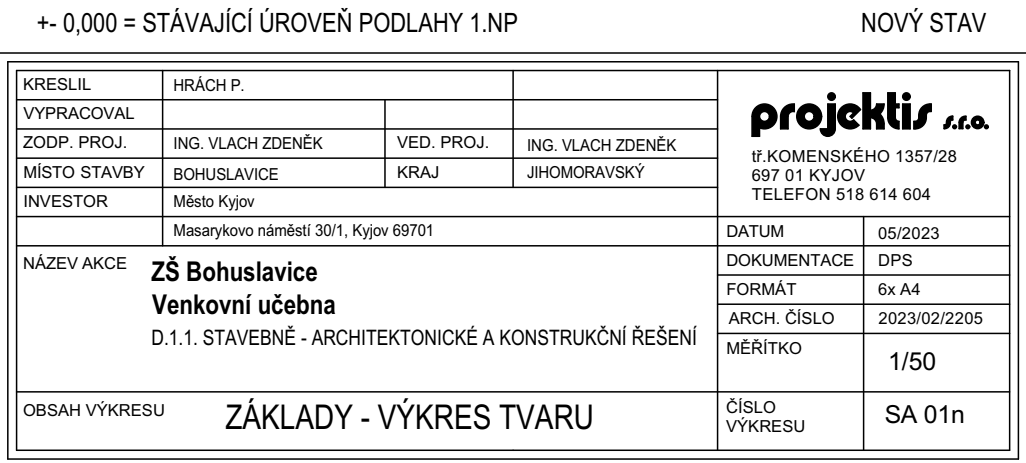 +- 0,000 = STÁVAJÍCÍ ÚROVEŇ PODLAHY 1.NP NOVÝ STAV
KRESLIL HRÁCH P.
VYPRACOVAL
ZODP. PROJ. ING. VLACH ZDENĚK VED. PROJ. ING. VLACH ZDENĚK
MÍSTO STAVBY BOHUSLAVICE KRAJ JIHOMORAVSKÝ
INVESTOR Město Kyjov
Masarykovo náměstí 30/1, Kyjov 69701
projektis s.r.o.
tř.KOMENSKÉHO 1357/28
697 01 KYJOV
TELEFON 518 614 604
NÁZEV AKCE ZŠ Bohuslavice
Venkovní učebna
D.1.1. STAVEBNĚ - ARCHITEKTONICKÉ A KONSTRUKČNÍ ŘEŠENÍ
DATUM 05/2023
DOKUMENTACE DPS
FORMÁT 6x A4
ARCH. ČÍSLO 2023/02/2205
MĚŘÍTKO 1/50
OBSAH VÝKRESU ZÁKLADY - VÝKRES TVARU
ČÍSLO
VÝKRESU SA 01n